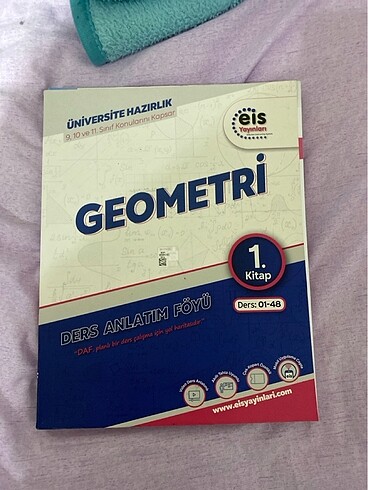 ÜNİVERSİTE HAZIRLIK
9, 10 ve 11. Sınıf Konularını Kapsar
eis
Yayınları
GEOMETRİ
1.
Kitap
Ders: 01-48
DERS ANLATIM FÖYÜ
"DAF, planlı bir ders çalışma için yol haritasıdır"
www.eisyayinlari.com